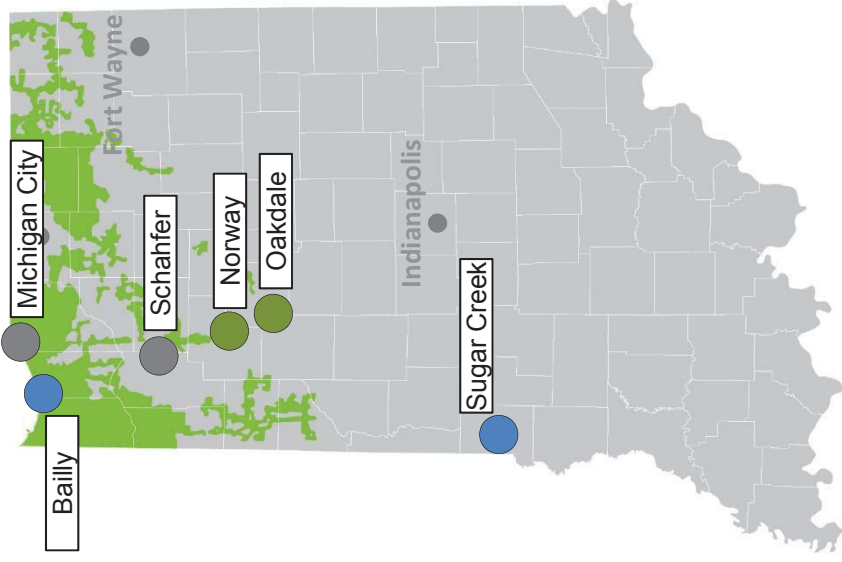 Michigan City
Fort Wayne
Bailly
Schahfer
Norway
Oakdale
Indianapolis
Sugar Creek